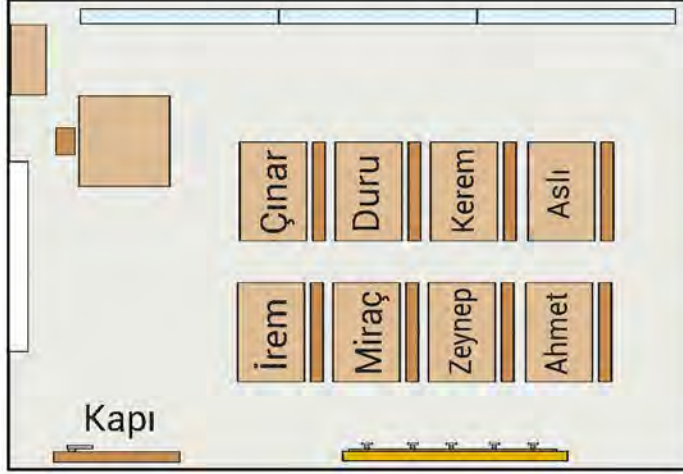 Çınar
Duru
Kerem
Aslı
İrem
Miraç
Zeynep
Ahmet
Kapı